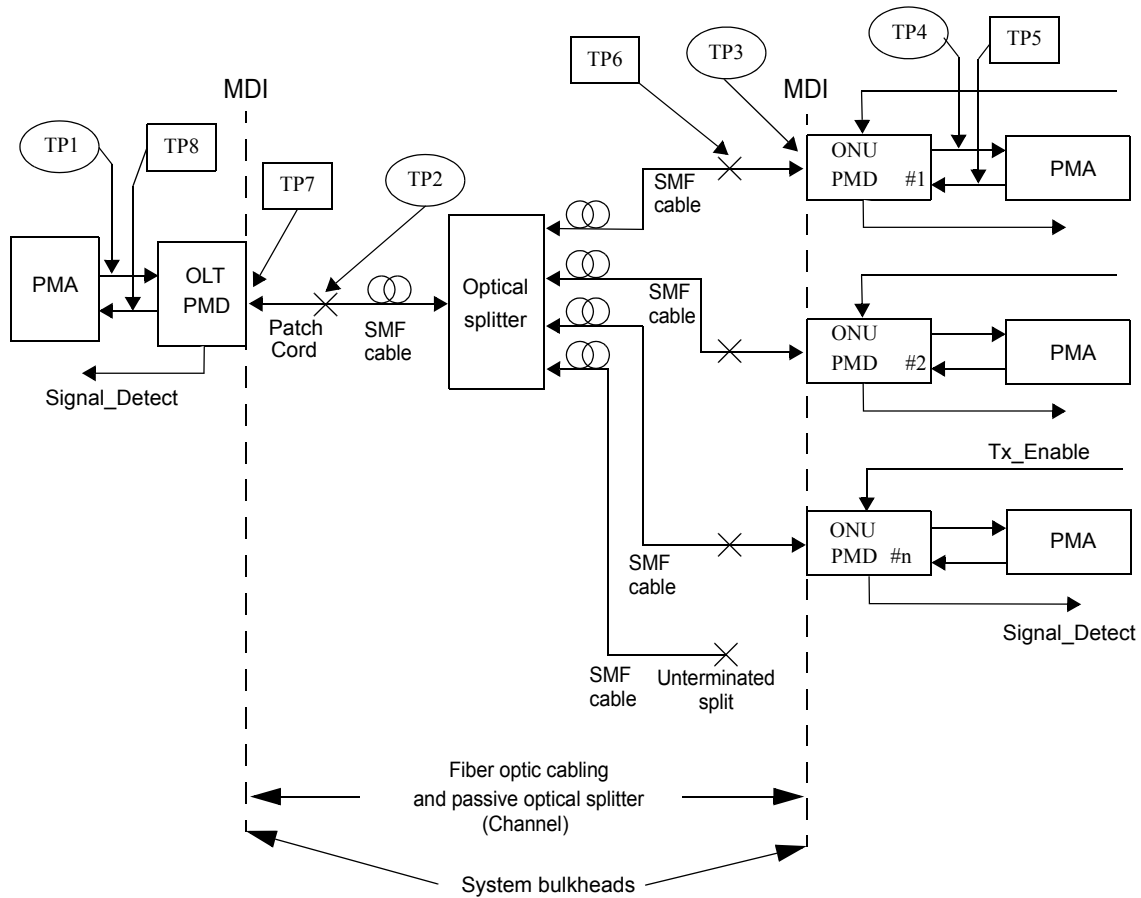 TP6
TP3
TP4
TP5
MDI
MDI
TP1
TP8
TP7
TP2
ONU
PMD #1
PMA
SMF
cable
PMA
OLT
PMD
Patch
Cord
SMF
cable
Optical
splitter
SMF
cable
ONU
PMD #2
PMA
Signal_Detect
Tx_Enable
ONU
PMD #n
PMA
SMF
cable
Signal_Detect
SMF
cable
Unterminated
split
Fiber optic cabling
and passive optical splitter
(Channel)
System bulkheads